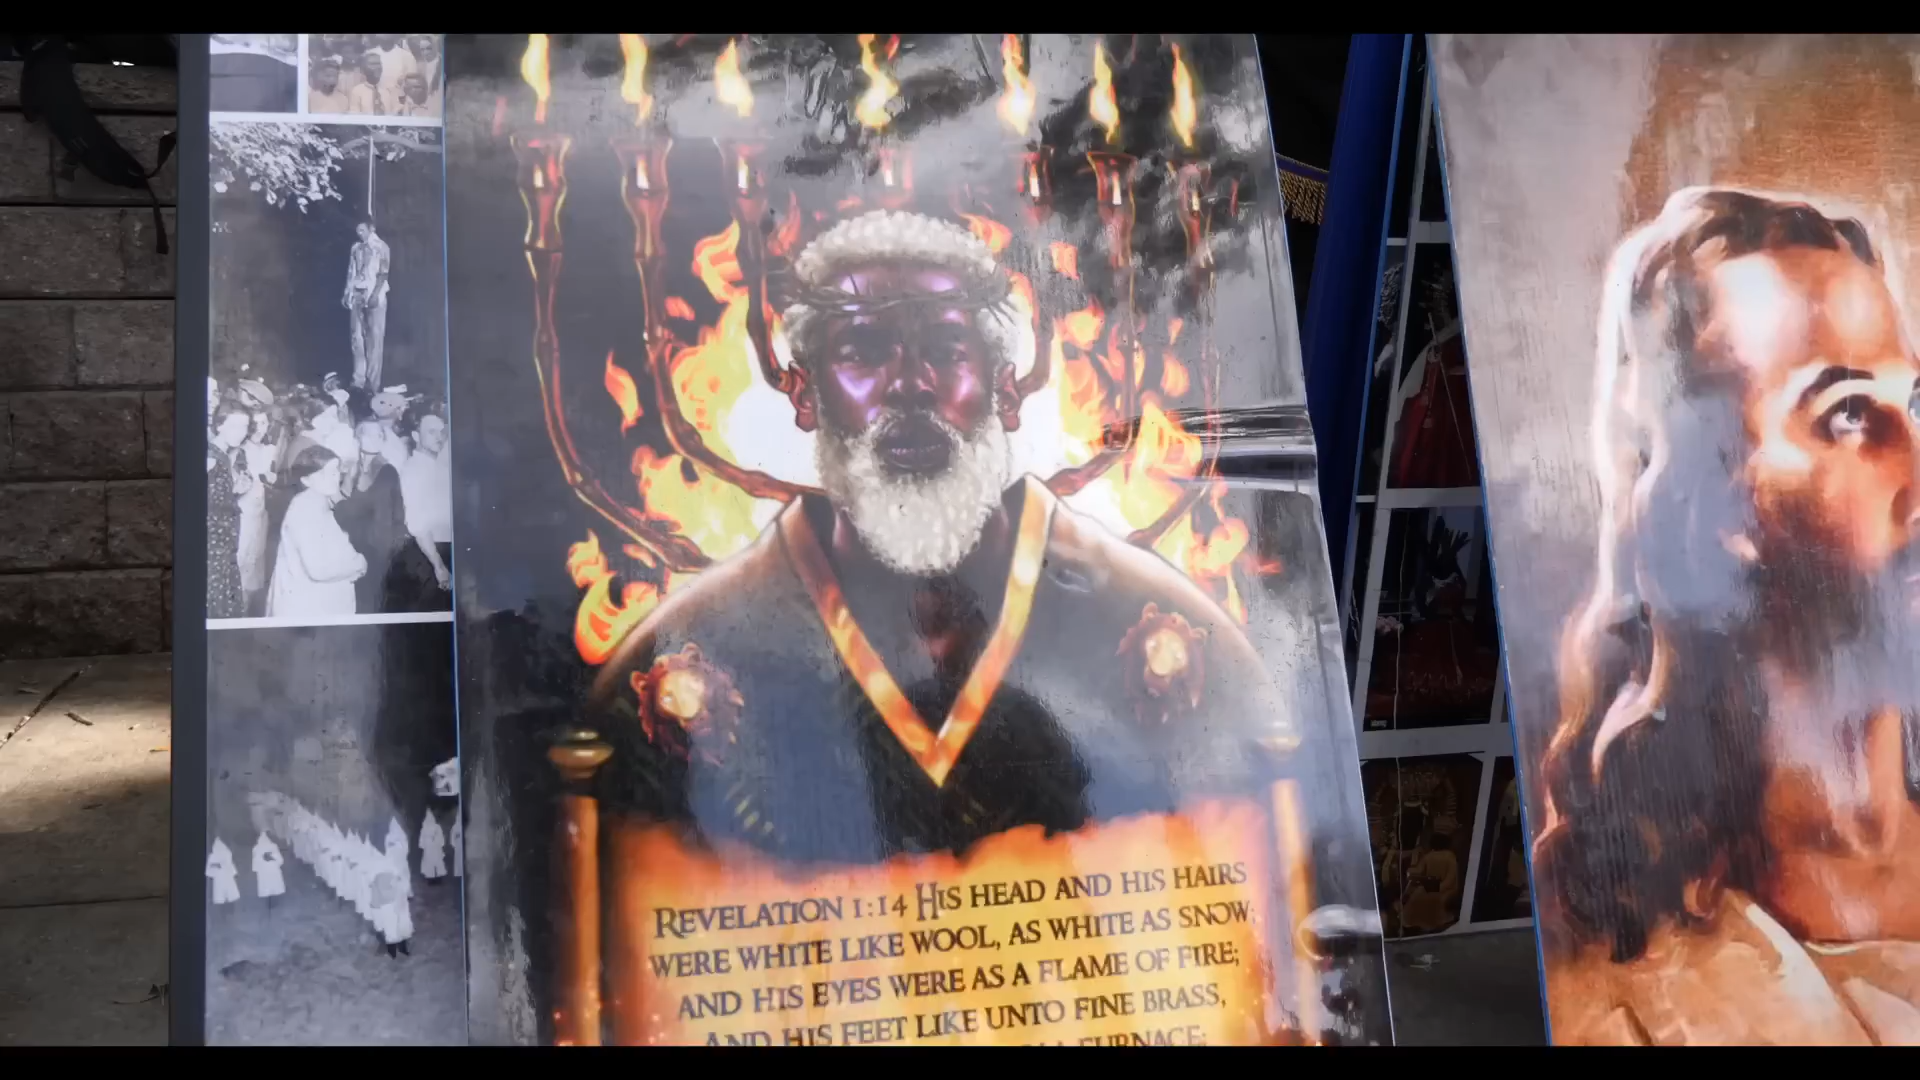 REVELATION 1:14 HIS HEAD AND HIS HAIRS
WERE WHITE LIKE WOOL, AS WHITE AS SNOW;
AND HIS EYES WERE AS A FLAME OF FIRE;
AND HIS FEET LIKE UNTO FINE BRASS,
FURNACE;